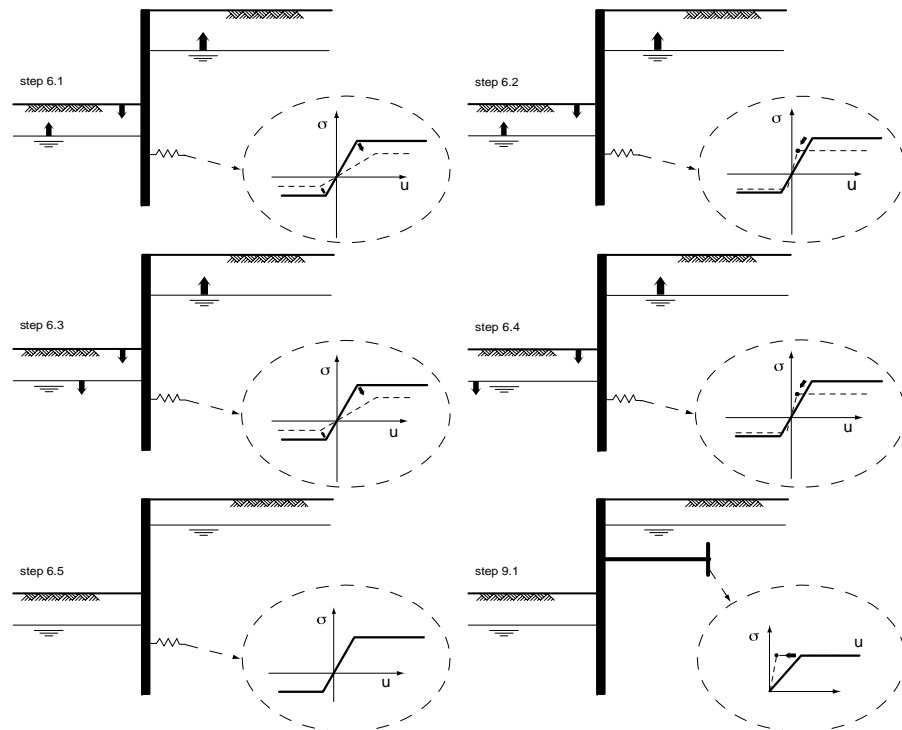 step 6.1
σ
u
step 6.2
σ
u
step 6.3
σ
u
step 6.4
σ
u
step 6.5
σ
u
step 9.1
σ
u